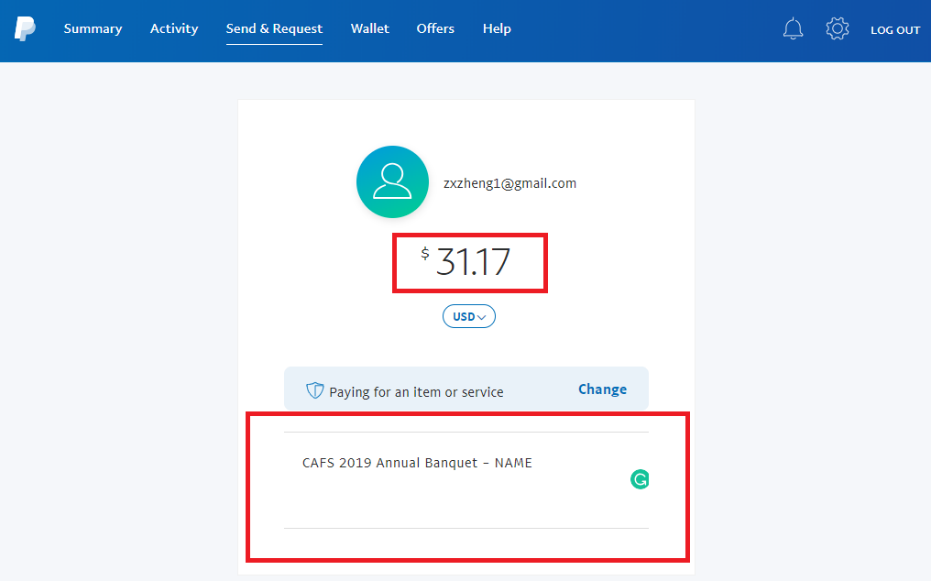 Summary Activity Send & Request Wallet Offers Help LOG OUT
zxzheng1@gmail.com
$ 31.17
USD
Paying for an item or service Change
CAFS 2019 Annual Banquet - NAME